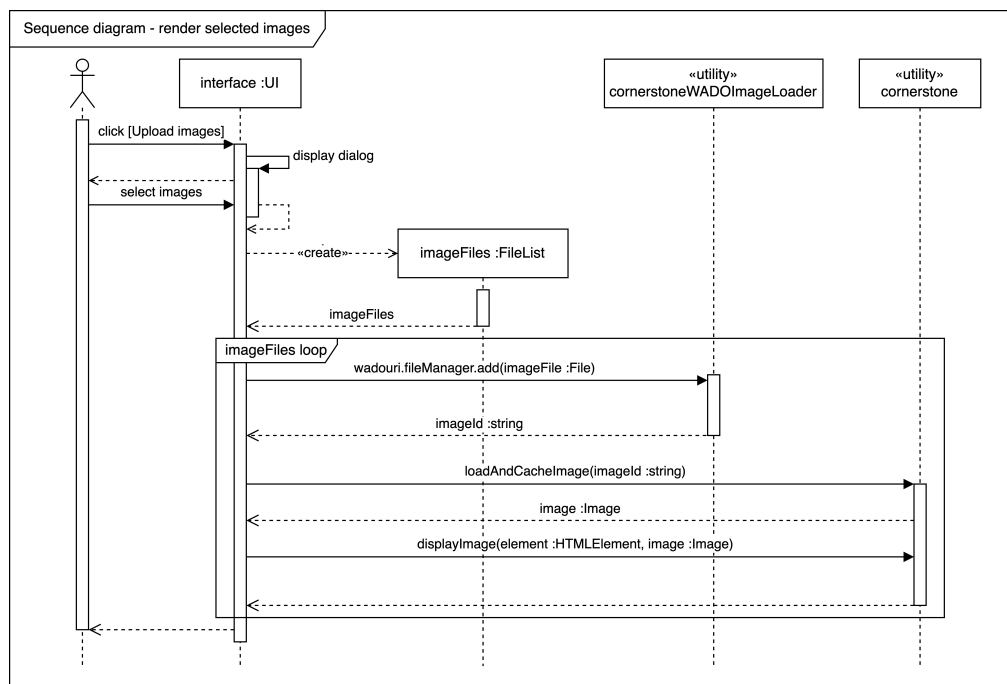 Sequence diagram - render selected images
interface :UI
«utility»
cornerstoneWADOImageLoader
«utility»
cornerstone
click [Upload images]
display dialog
select images
«create»
imageFiles :FileList
imageFiles
imageFiles loop
wadouri.fileManager.add(imageFile :File)
imageId :string
loadAndCacheImage(imageId :string)
image :Image
displayImage(element :HTMLElement, image :Image)